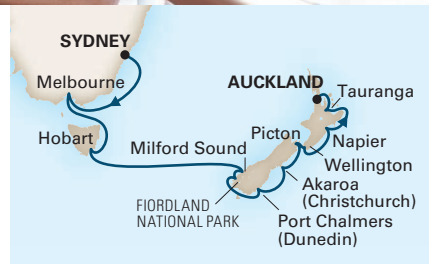 SYDNEY
Melbourne
AUCKLAND
Tauranga
Hobart
Picton
Milford Sound
Napier
Wellington
Akaroa
(Christchurch)
FIORDLAND
NATIONAL PARK
Port Chalmers
(Dunedin)